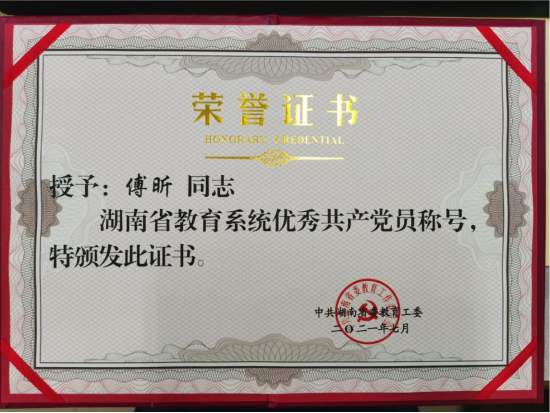 荣誉证书
HONORARY CREDENTIAL
授予：傅昕 同志
湖南省教育系统优秀共产党员称号，
特颁发此证书。
中共湖南省委教育工委
二〇二一年七月